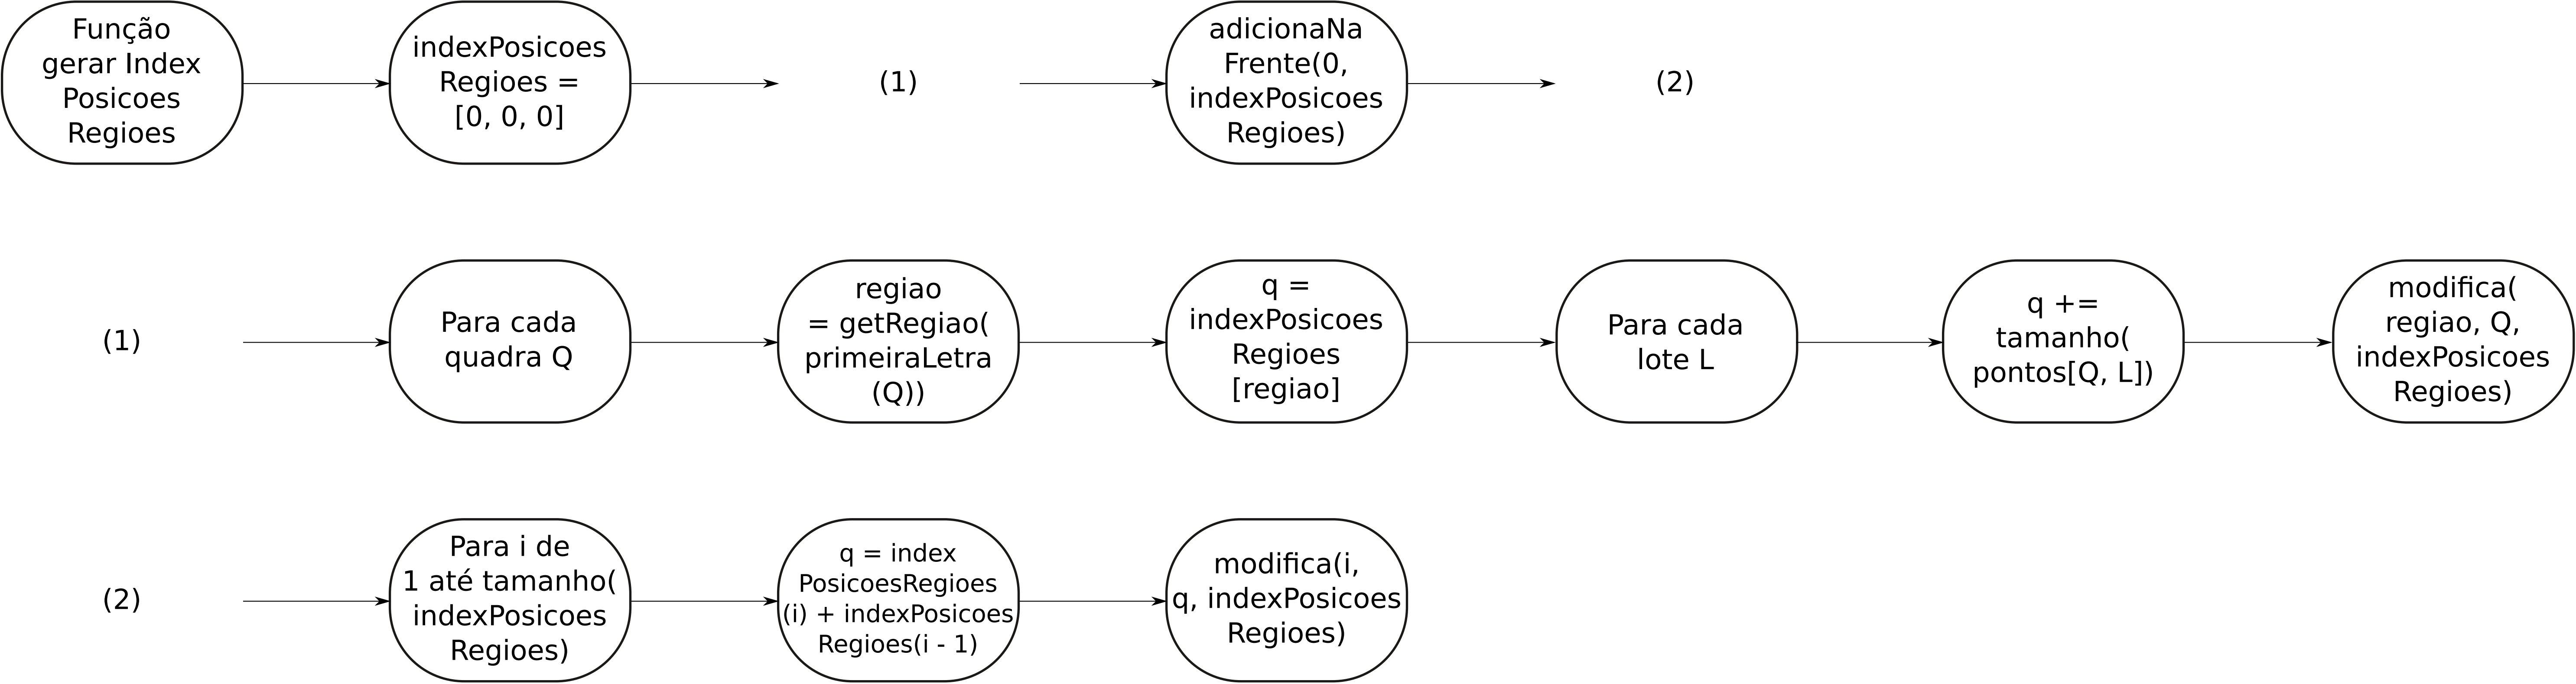 Função
gerar Index
Posicoes
Regioes
indexPosicoes
Regioes =
[0, 0, 0]
(1)
adicionaNa
Frente(0,
indexPosicoes
Regioes)
(2)
(1)
Para cada
quadra Q
regiao
= getRegiao(
primeiraLetra
(Q))
q =
indexPosicoes
Regioes
[regiao]
Para cada
lote L
q +=
tamanho(
pontos[Q, L])
modifica(
regiao, Q,
indexPosicoes
Regioes)
(2)
Para i de
1 até tamanho(
indexPosicoes
Regioes)
q = index
PosicoesRegioes
(i) + indexPosicoes
Regioes(i - 1)
modifica(i,
q, indexPosicoes
Regioes)